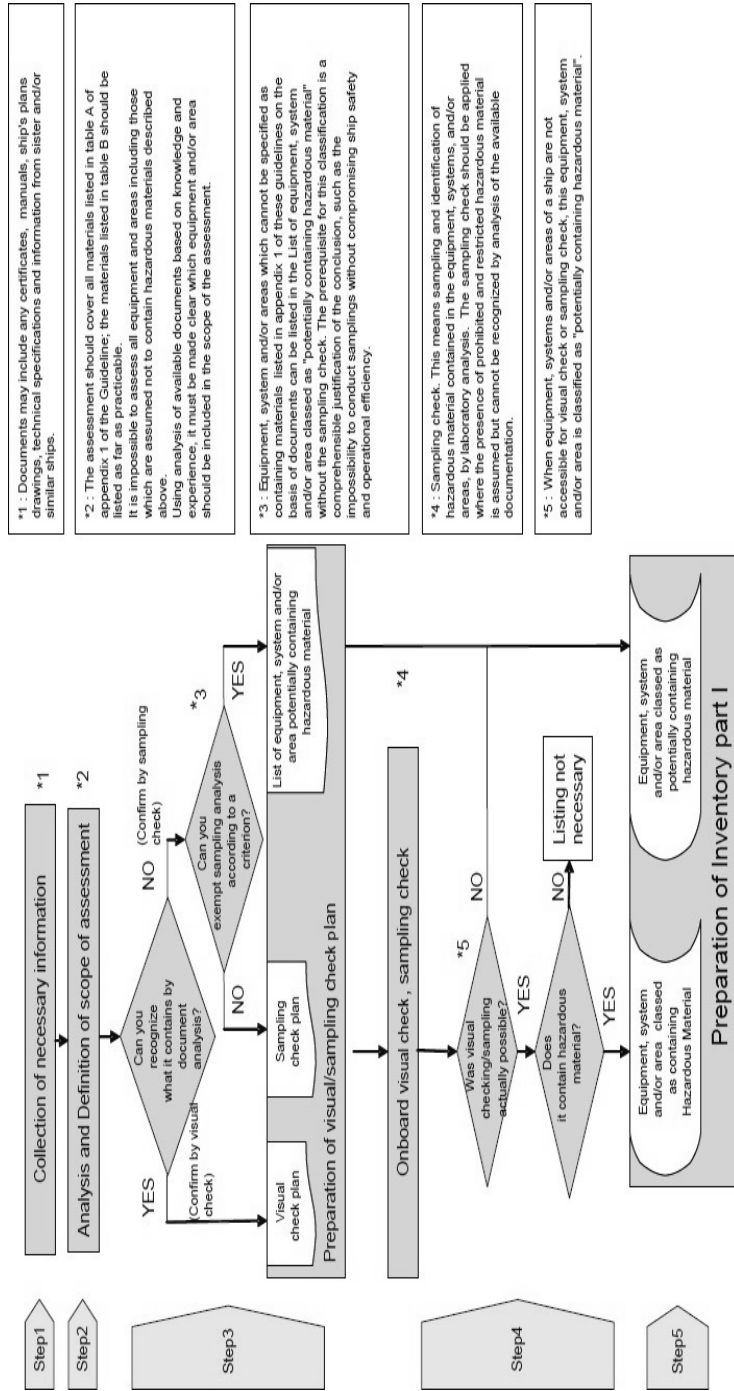 Step1
Collection of necessary information
*1
Step2
Analysis and Definition of scope of assessment
*2
Step3
Can you
recognize
what it contains by
document
analysis?
YES
(Confirm by visual
check)
NO
(Confirm by sampling
check)
*3
Can you
exempt sampling analysis
according to a
criterion?
NO
YES
Visual
check plan
Sampling
check plan
List of equipment, system and/or
area potentially containing
hazardous material
Preparation of visual/sampling check plan
Step4
Onboard visual check , sampling check
*4
*5
Was visual
checking/sampling
actually possible?
NO
YES
Does
it contain hazardous
material?
NO
YES
Listing not
necessary
Step5
Equipment, system
and/or area classed
as containing
Hazardous Material
Equipment, system
and/or area classed as
potentially containing
hazardous material
Preparation of Inventory part I
*1 : Documents may include any certificates, manuals, ship's plans
drawings, technical specifications and information from sister and/or
similar ships.
*2 : The assessment should cover all materials listed in table A of
appendix 1 of the Guideline; the materials listed in table B should be
listed as far as practicable.
It is impossible to assess all equipment and areas including those
which are assumed not to contain hazardous materials described
above.
Using analysis of available documents based on knowledge and
experience, it must be made clear which equipment and/or area
should be included in the scope of the assessment.
*3 : Equipment, system and/or areas which cannot be specified as
containing materials listed in appendix 1 of these guidelines on the
basis of documents can be listed in the List of equipment, system
and/or area classed as "potentially containing hazardous material"
without the sampling check. The prerequisite for this classification is a
comprehensible justification of the conclusion, such as the
impossibility to conduct samplings without compromising ship safety
and operational efficiency.
*4 : Sampling check. This means sampling and identification of
hazardous material contained in the equipment, systems, and/or
areas, by laboratory analysis. The sampling check should be applied
where the presence of prohibited and restricted hazardous material
is assumed but cannot be recognized by analysis of the available
documentation.
*5 : When equipment, systems and/or areas of a ship are not
accessible for visual check or sampling check, this equipment, system
and/or area is classified as "potentially containing hazardous material".